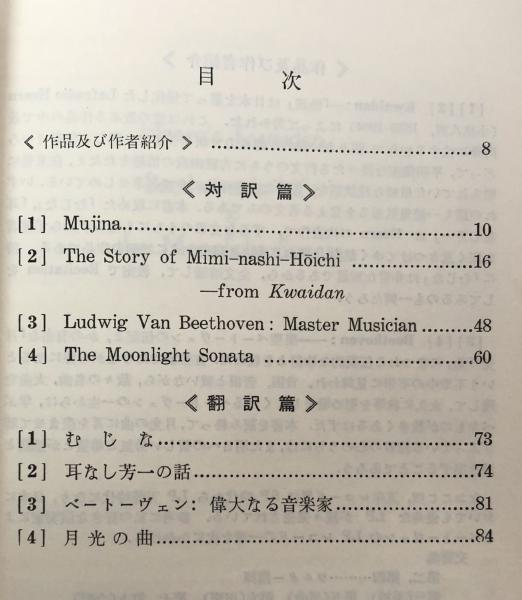 目次
《 作品及び作者紹介 》 ........................................ 8
《 対訳篇 》
[1] Mujina........................................10
[2] The Story of Mimi-nashi-Hōichi ....................16
—from Kwaidan
[3] Ludwig Van Beethoven : Master Musician ........48
[4] The Moonlight Sonata ..............................60
《 翻訳篇 》
[1] むじな........................................73
[2] 耳なし芳一の話........................................74
[3] ベートーヴェン: 偉大なる音楽家........................81
[4] 月光の曲........................................84